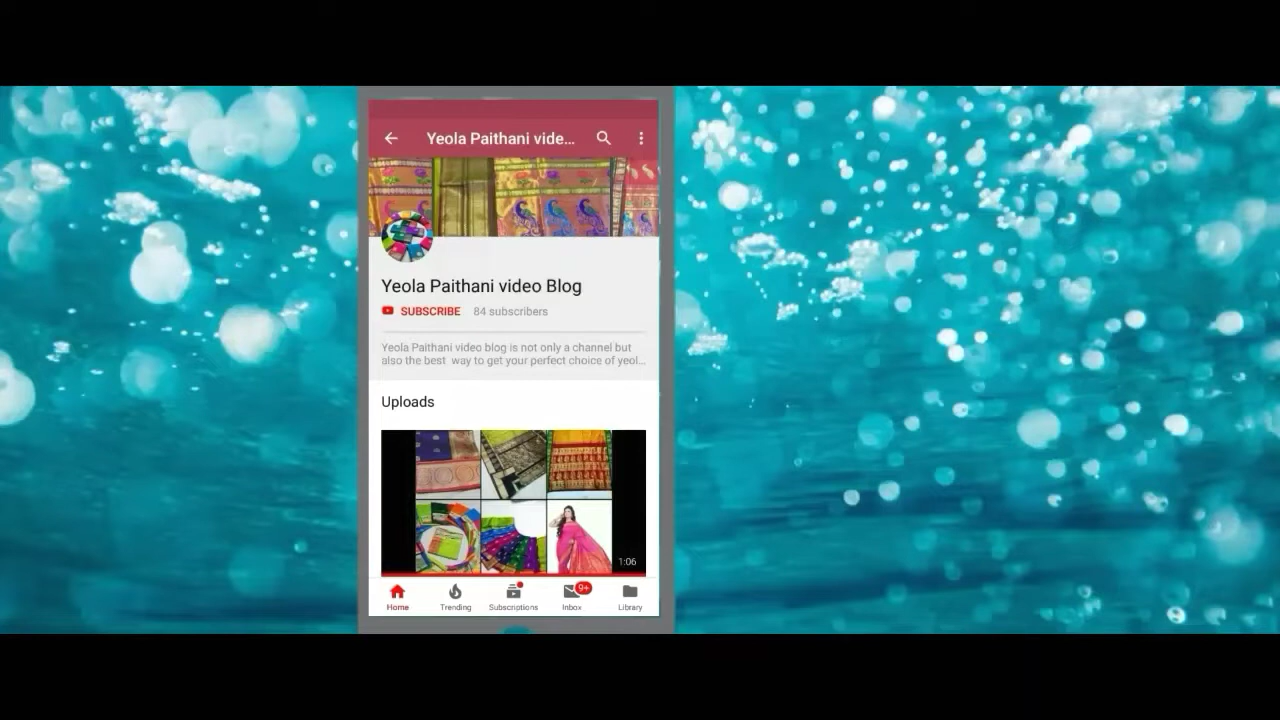 Yeola Paithani vide...
Yeola Paithani video Blog
SUBSCRIBE 84 subscribers
Yeola Paithani video blog is not only a channel but
also the best way to get your perfect choice of yeol...
Uploads
1:06
9+
Home Trending Subscriptions Inbox Library